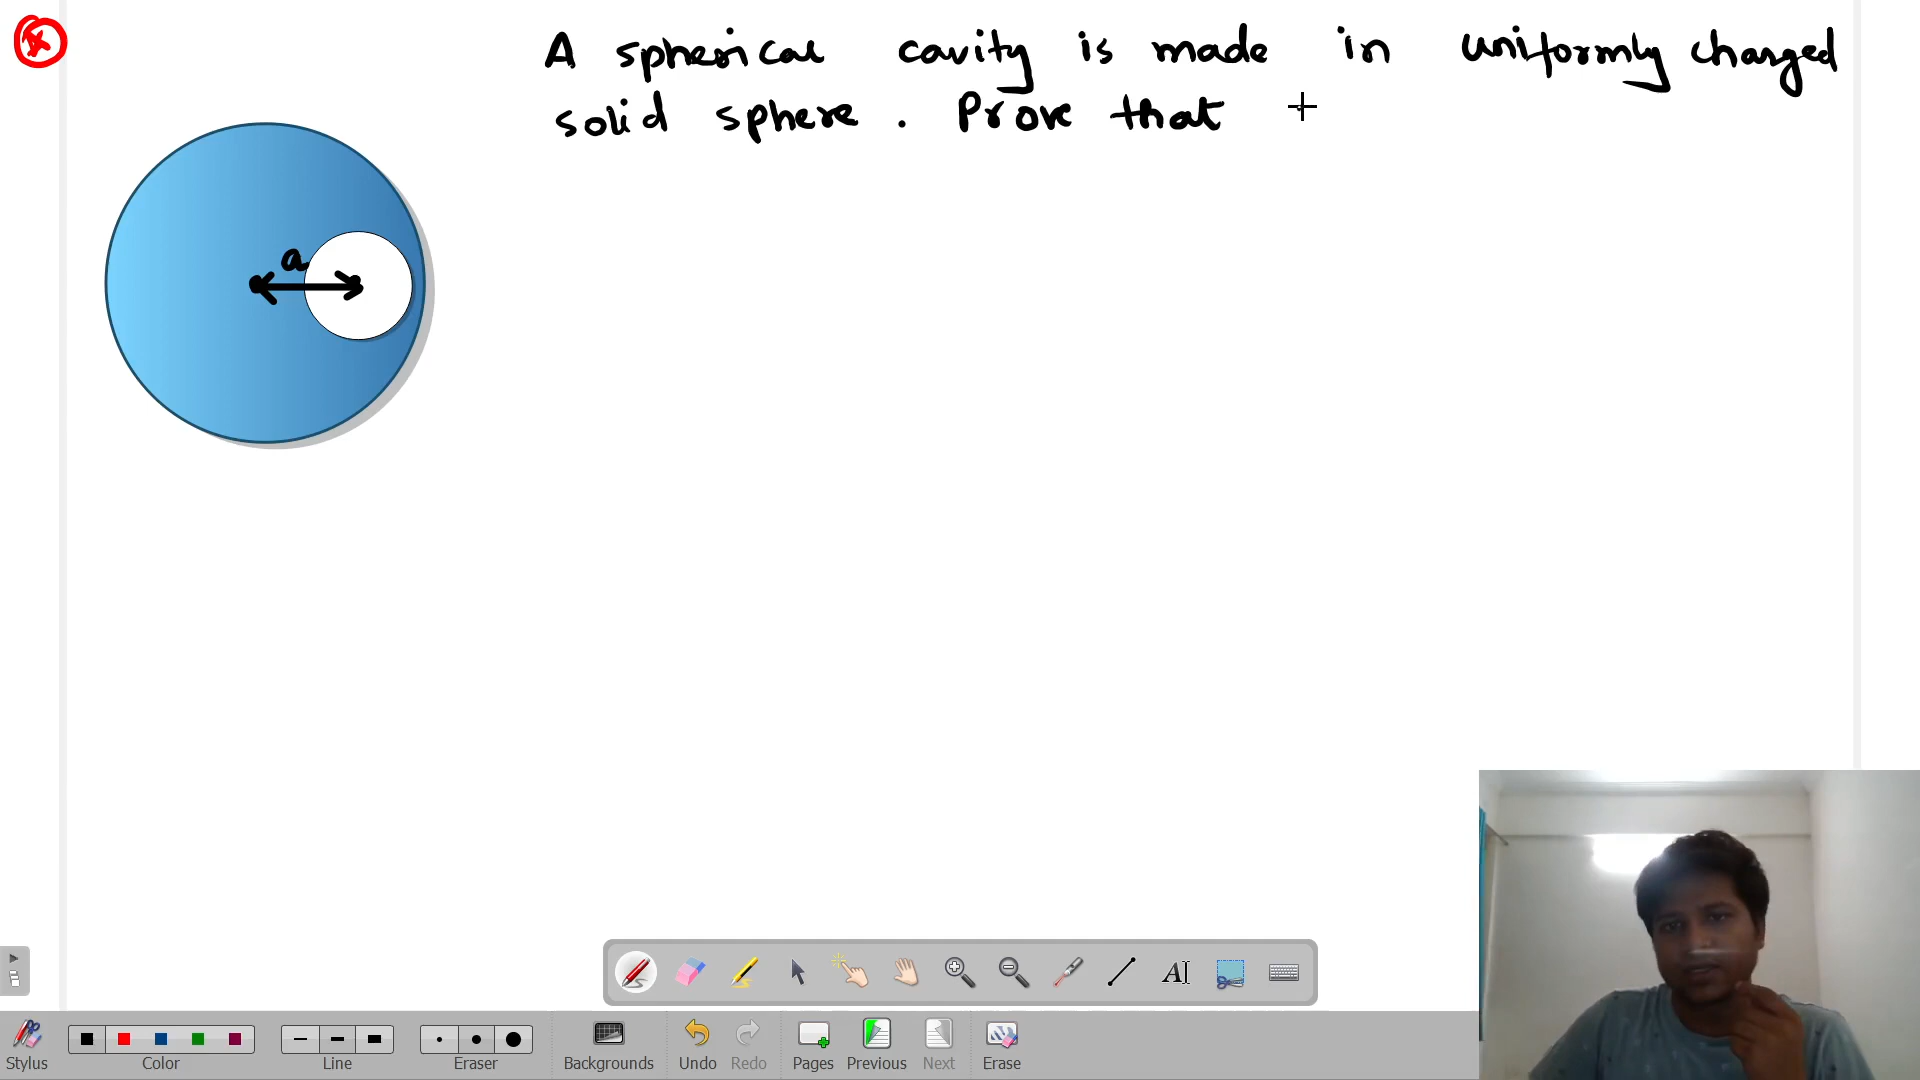 A spherical cavity is made in uniformly charged
solid sphere. Prove that
a
Stylus
Color
Line
Eraser
Backgrounds
Undo
Redo
Pages
Previous
Next
Erase